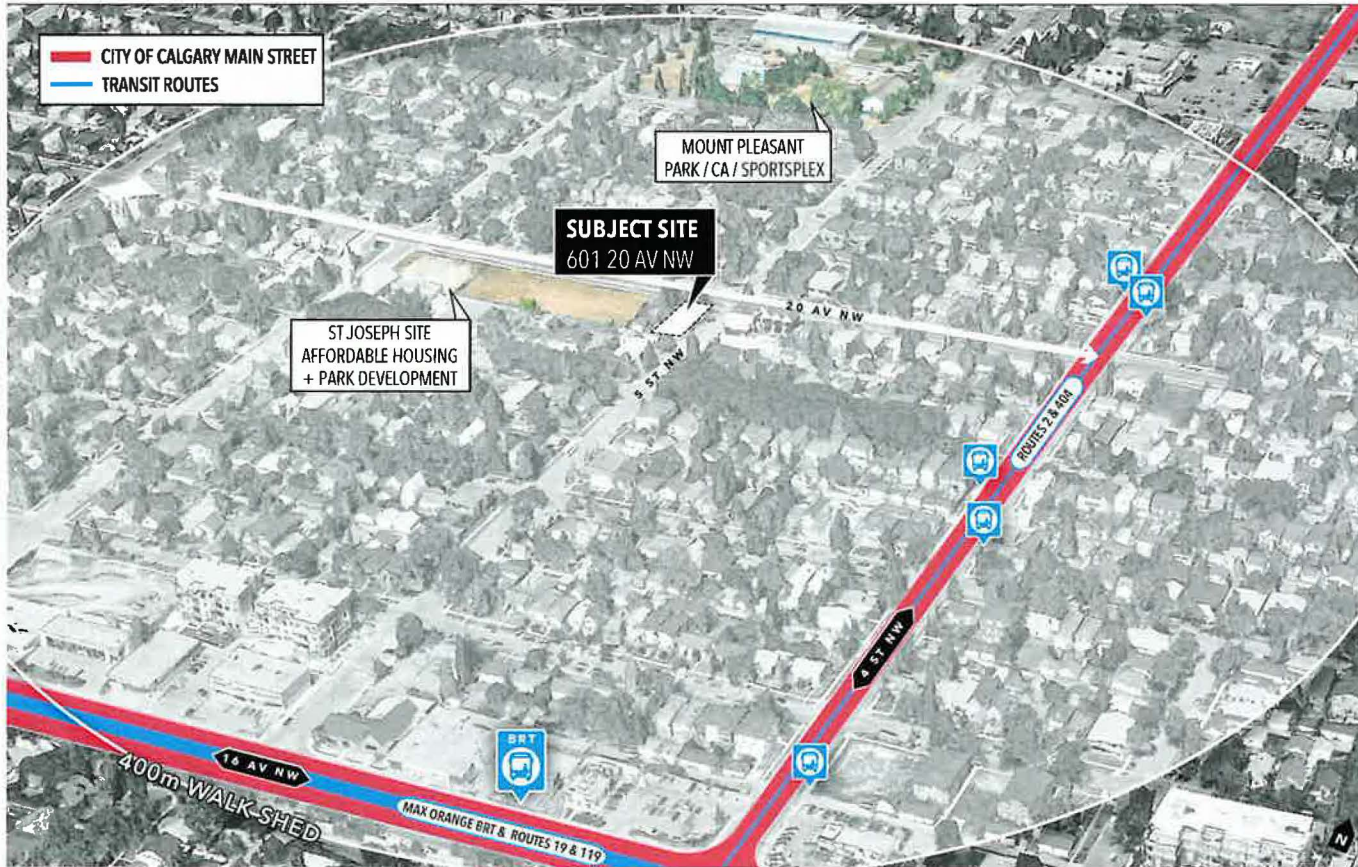 CITY OF CALGARY MAIN STREET
TRANSIT ROUTES
MOUNT PLEASANT
PARK / CA / SPORTSPLEX
SUBJECT SITE
601 20 AV NW
20 AV NW
ST JOSEPH SITE
AFFORDABLE HOUSING
+ PARK DEVELOPMENT
5 ST NW
ROUTES 2 & 404
4 ST NW
BRT
16 AV NW
400m WALK SHED
MAX ORANGE BRT & ROUTES 19 & 119
N